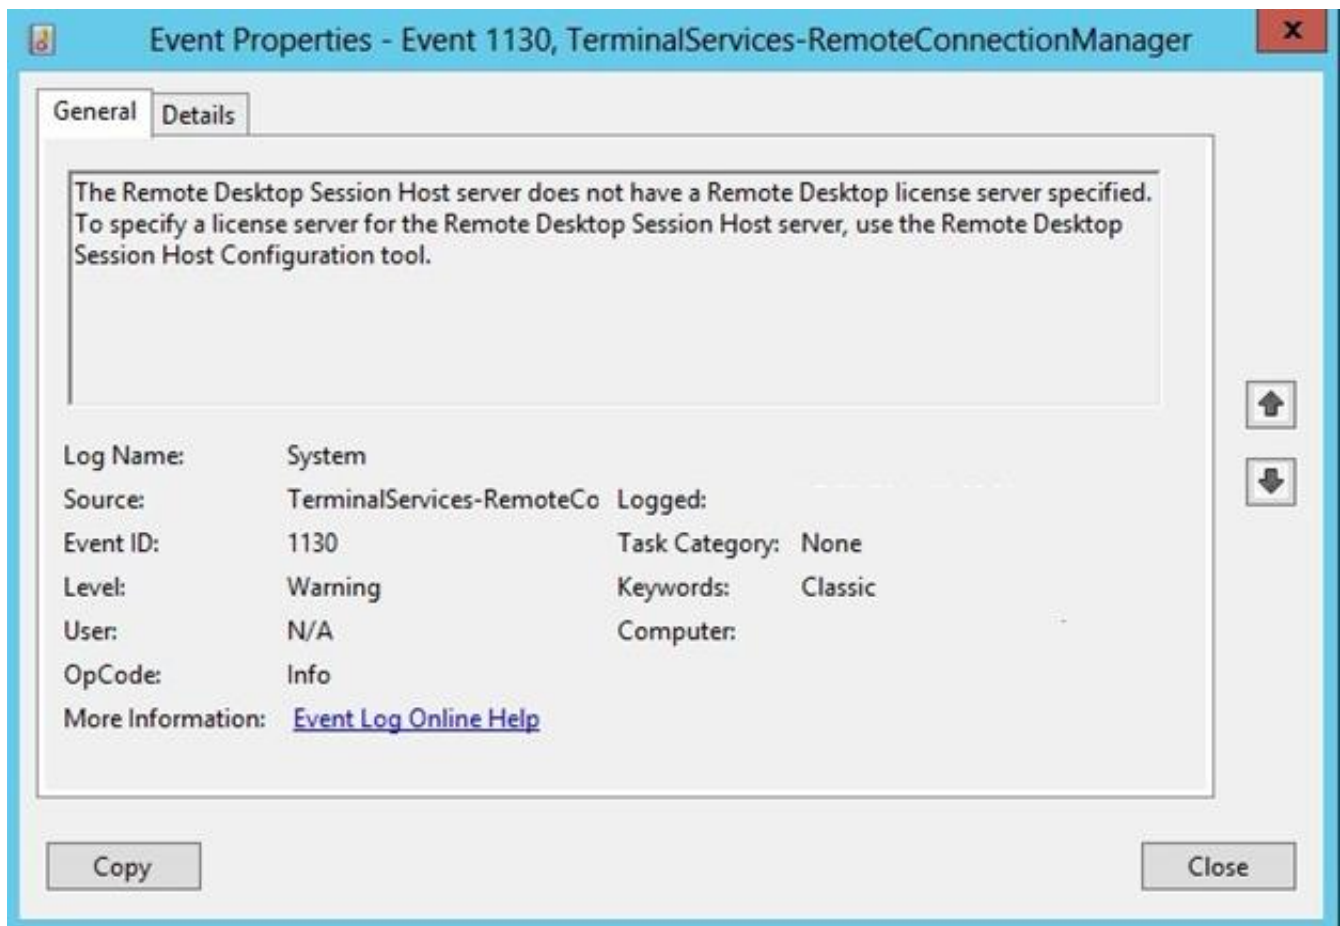 Event Properties - Event 1130, TerminalServices-RemoteConnectionManager
x
General
Details
The Remote Desktop Session Host server does not have a Remote Desktop license server specified.
To specify a license server for the Remote Desktop Session Host server, use the Remote Desktop
Session Host Configuration tool.
Log Name: System
Source: TerminalServices-RemoteCo Logged:
Event ID: 1130 Task Category: None
Level: Warning Keywords: Classic
User: N/A Computer:
OpCode: Info
More Information: Event Log Online Help
Copy
Close